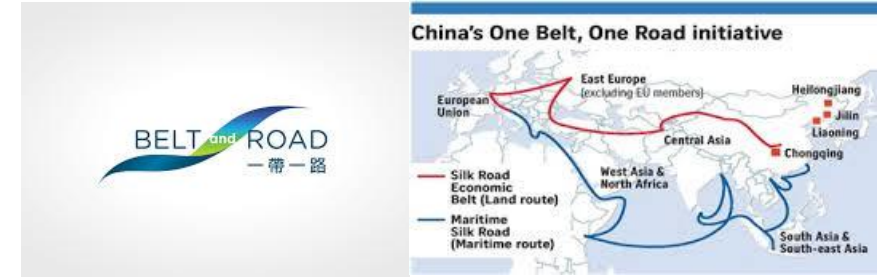 BELT and ROAD
一帶一路
China's One Belt, One Road initiative
East Europe
(excluding EU members)
European
Union
Heilongjiang
Jilin
Liaoning
Central Asia
Chongqing
West Asia &
North Africa
Silk Road
Economic
Belt (Land route)
Maritime
Silk Road
(Maritime route)
South Asia &
South-east Asia